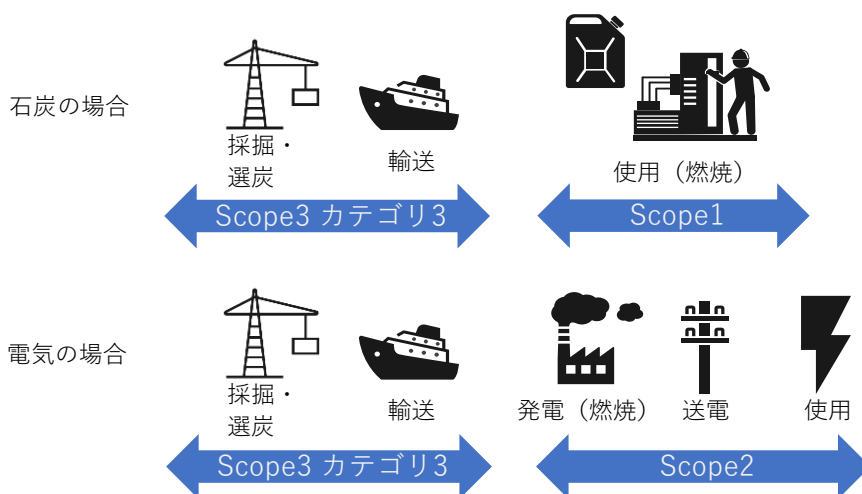 石炭の場合
採掘・
選炭
輸送
使用（燃焼）
Scope3 カテゴリ3
Scope1
電気の場合
採掘・
選炭
輸送
発電（燃焼）
送電
使用
Scope3 カテゴリ3
Scope2